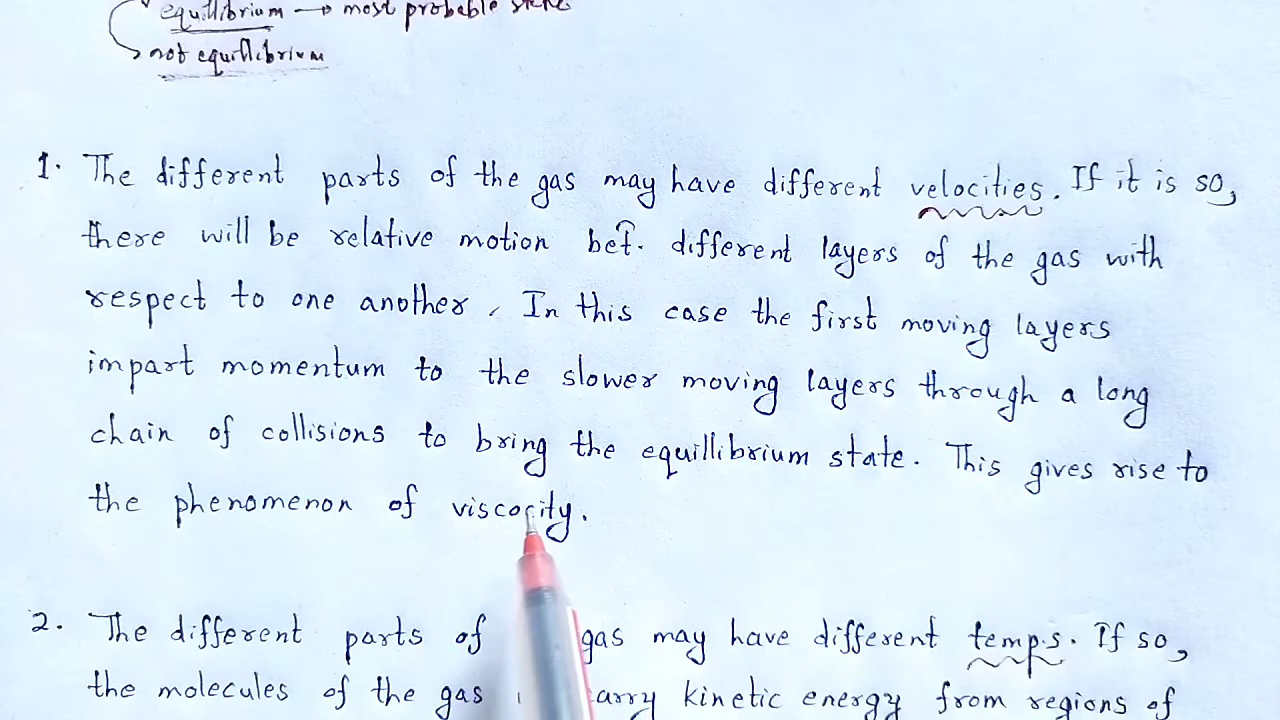 equillibrium → most probable state
not equillibrium
1. The different parts of the gas may have different velocities. If it is so,
there will be relative motion bet. different layers of the gas with
respect to one another. In this case the first moving layers
impart momentum to the slower moving layers through a long
chain of collisions to bring the equillibrium state. This gives rise to
the phenomenon of viscocity.
2. The different parts of gas may have different temps. If so,
the molecules of the gas kinetic energy from regions of